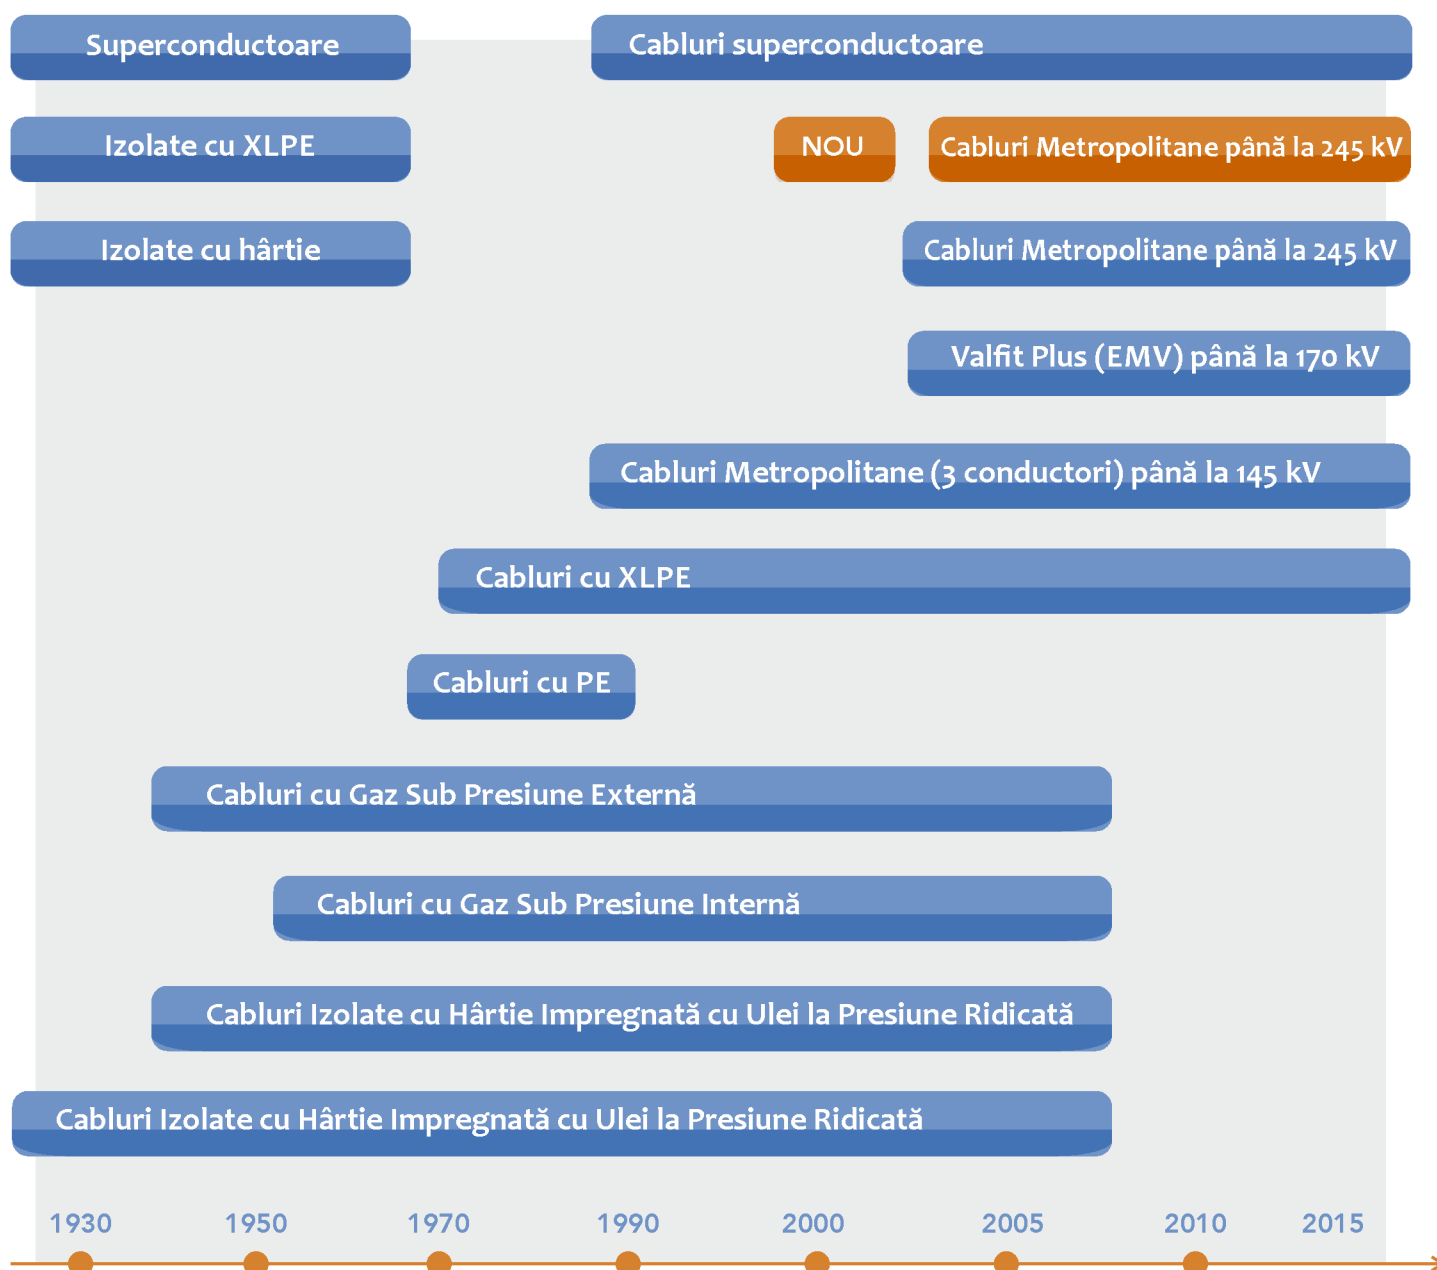 Superconductoare
Cabluri superconductoare
Izolate cu XLPE
NOU
Cabluri Metropolitane până la 245 kV
Izolate cu hârtie
Cabluri Metropolitane până la 245 kV
Valfit Plus (EMV) până la 170 kV
Cabluri Metropolitane (3 conductori) până la 145 kV
Cabluri cu XLPE
Cabluri cu PE
Cabluri cu Gaz Sub Presiune Externă
Cabluri cu Gaz Sub Presiune Internă
Cabluri Izolate cu Hârtie Impregnată cu Ulei la Presiune Ridicată
Cabluri Izolate cu Hârtie Impregnată cu Ulei la Presiune Ridicată
1930 1950 1970 1990 2000 2005 2010 2015